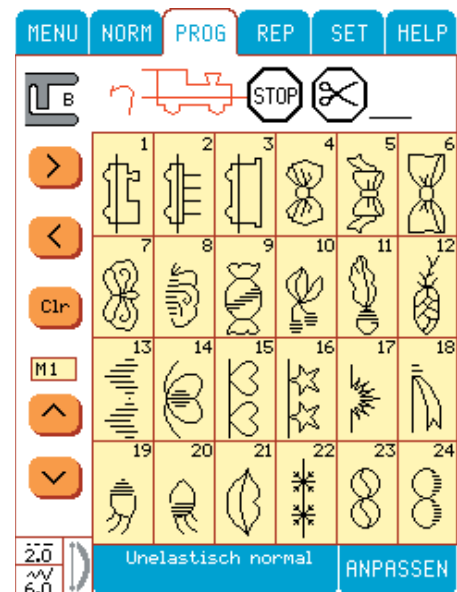 MENU NORM PROG REP SET HELP
B
STOP
1 2 3 4 5 6
7 8 9 10 11 12
Clr
M1
13 14 15 16 17 18
19 20 21 22 23 24
2.0
6.0
Unelastisch normal
ANPASSEN